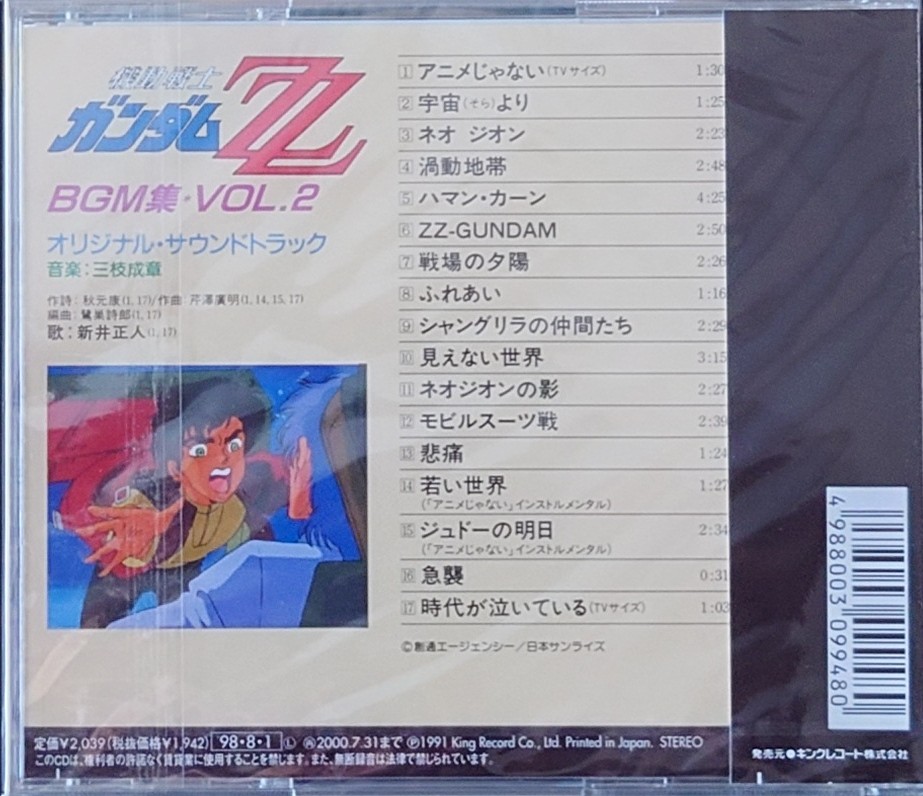 機動戦士
ガンダムZZ
BGM集・VOL.2
オリジナル・サウンドトラック
音楽：三枝成章
作詩：秋元康(1, 17)/作曲：芹澤廣明(1, 14, 15, 17)
編曲：鷺巣詩郎(1, 17)
歌：新井正人(1, 17)
1 アニメじゃない(TVサイズ) 1:30
2 宇宙(そら)より 1:25
3 ネオ ジオン 2:23
4 渦動地帯 2:48
5 ハマン・カーン 4:25
6 ZZ-GUNDAM 2:50
7 戦場の夕陽 2:26
8 ふれあい 1:16
9 シャングリラの仲間たち 2:29
10 見えない世界 3:15
11 ネオジオンの影 2:27
12 モビルスーツ戦 2:39
13 悲痛 1:24
14 若い世界 1:27
(「アニメじゃない」インストルメンタル)
15 ジュドーの明日 2:34
(「アニメじゃない」インストルメンタル)
16 急襲 0:31
17 時代が泣いている(TVサイズ) 1:03
©創通エージェンシー／日本サンライズ
定価¥2,039(税抜価格¥1,942) 98・8・1 Ⓛ Ⓡ2000.7.31まで Ⓟ1991 King Record Co., Ltd. Printed in Japan. STEREO
このCDは、権利者の許諾なく賃貸業に使用することを禁じます。また、無断録音は法律で禁じられています。
4 988003 099480
発売元●キングレコード株式会社